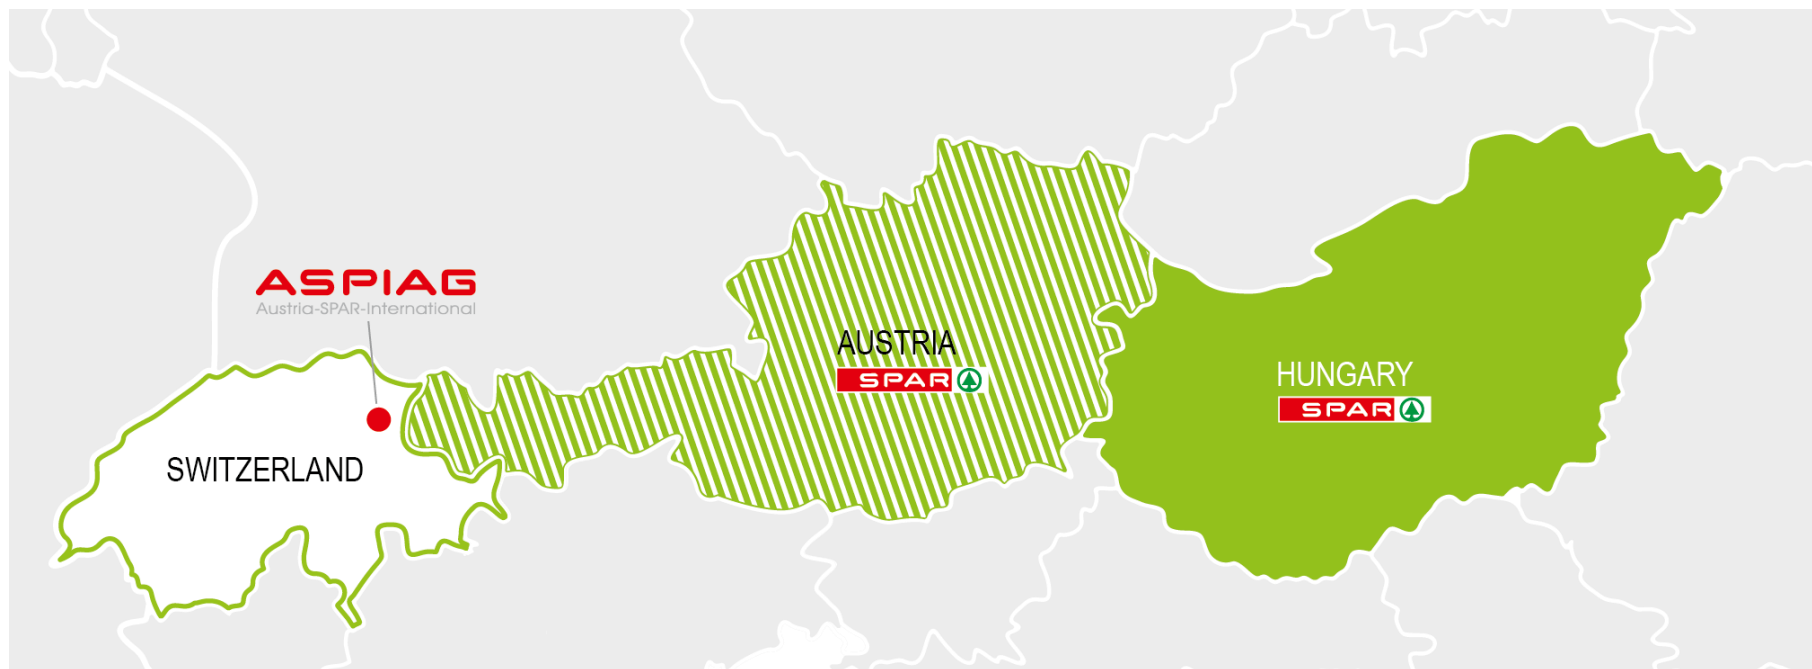 ASPIAG
Austria-SPAR-International
SWITZERLAND
AUSTRIA
SPAR
HUNGARY
SPAR